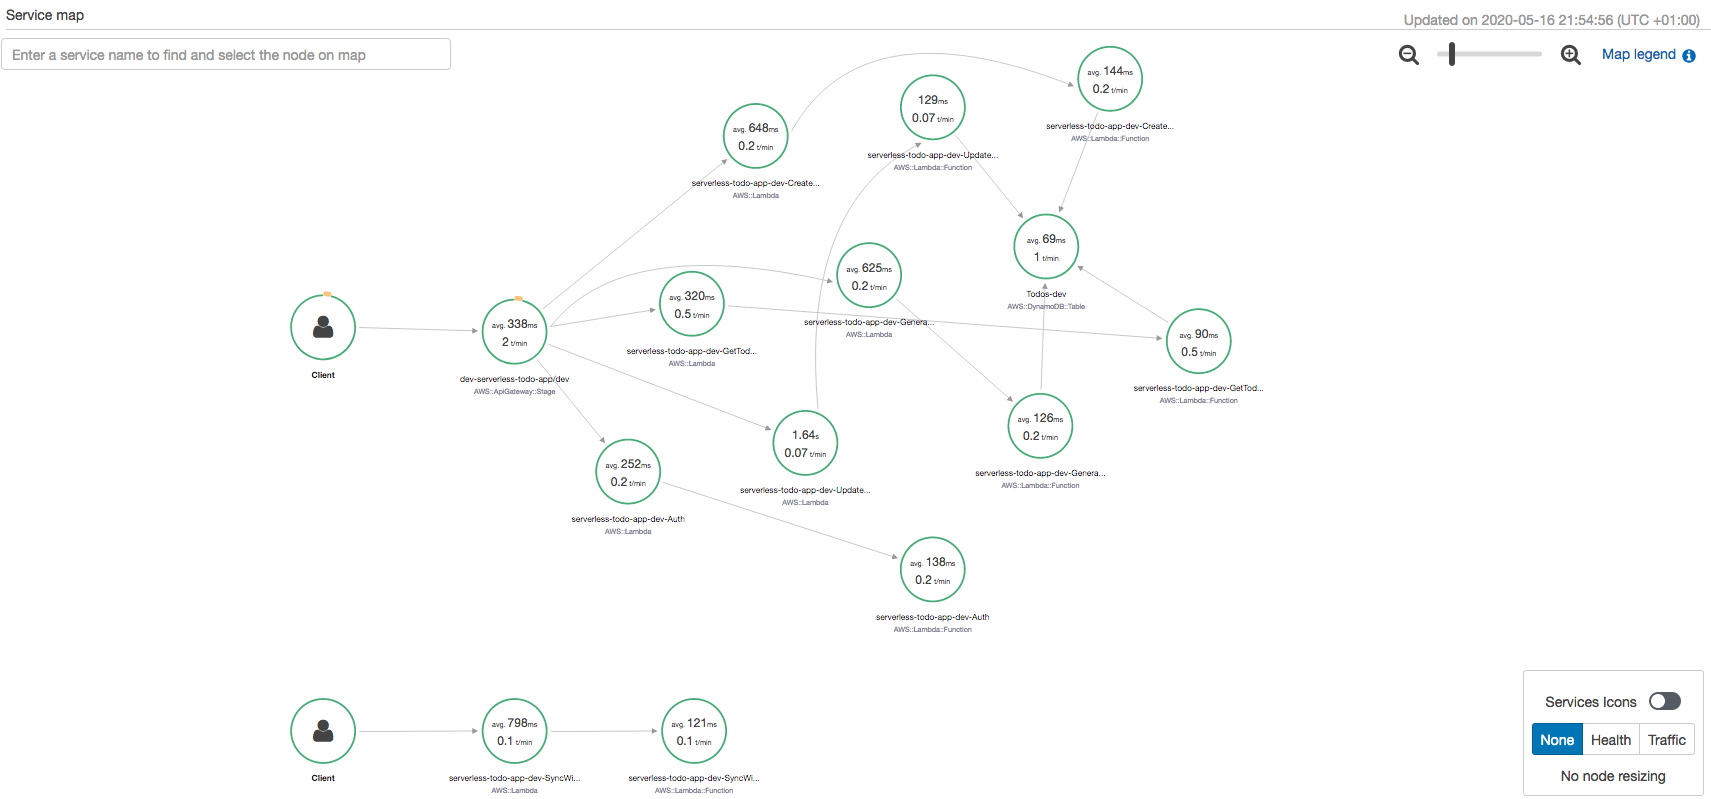 Service map
Updated on 2020-05-16 21:54:56 (UTC +01:00)
Enter a service name to find and select the node on map
Map legend
avg. 144ms
0.2 t/min
serverless-todo-app-dev-Create...
AWS::Lambda::Function
129ms
0.07 t/min
serverless-todo-app-dev-Update...
AWS::Lambda::Function
avg. 648ms
0.2 t/min
serverless-todo-app-dev-Create...
AWS::Lambda
avg. 69ms
1 t/min
Todos-dev
AWS::DynamoDB::Table
avg. 625ms
0.2 t/min
serverless-todo-app-dev-Genera...
AWS::Lambda
avg. 320ms
0.5 t/min
serverless-todo-app-dev-GetTod...
AWS::Lambda
Client
avg. 338ms
2 t/min
dev-serverless-todo-app/dev
AWS::ApiGateway::Stage
avg. 90ms
0.5 t/min
serverless-todo-app-dev-GetTod...
AWS::Lambda::Function
avg. 126ms
0.2 t/min
serverless-todo-app-dev-Genera...
AWS::Lambda::Function
1.64s
0.07 t/min
serverless-todo-app-dev-Update...
AWS::Lambda
avg. 252ms
0.2 t/min
serverless-todo-app-dev-Auth
AWS::Lambda
avg. 138ms
0.2 t/min
serverless-todo-app-dev-Auth
AWS::Lambda::Function
Client
avg. 798ms
0.1 t/min
serverless-todo-app-dev-SyncWi...
AWS::Lambda
avg. 121ms
0.1 t/min
serverless-todo-app-dev-SyncWi...
AWS::Lambda::Function
Services Icons
None Health Traffic
No node resizing